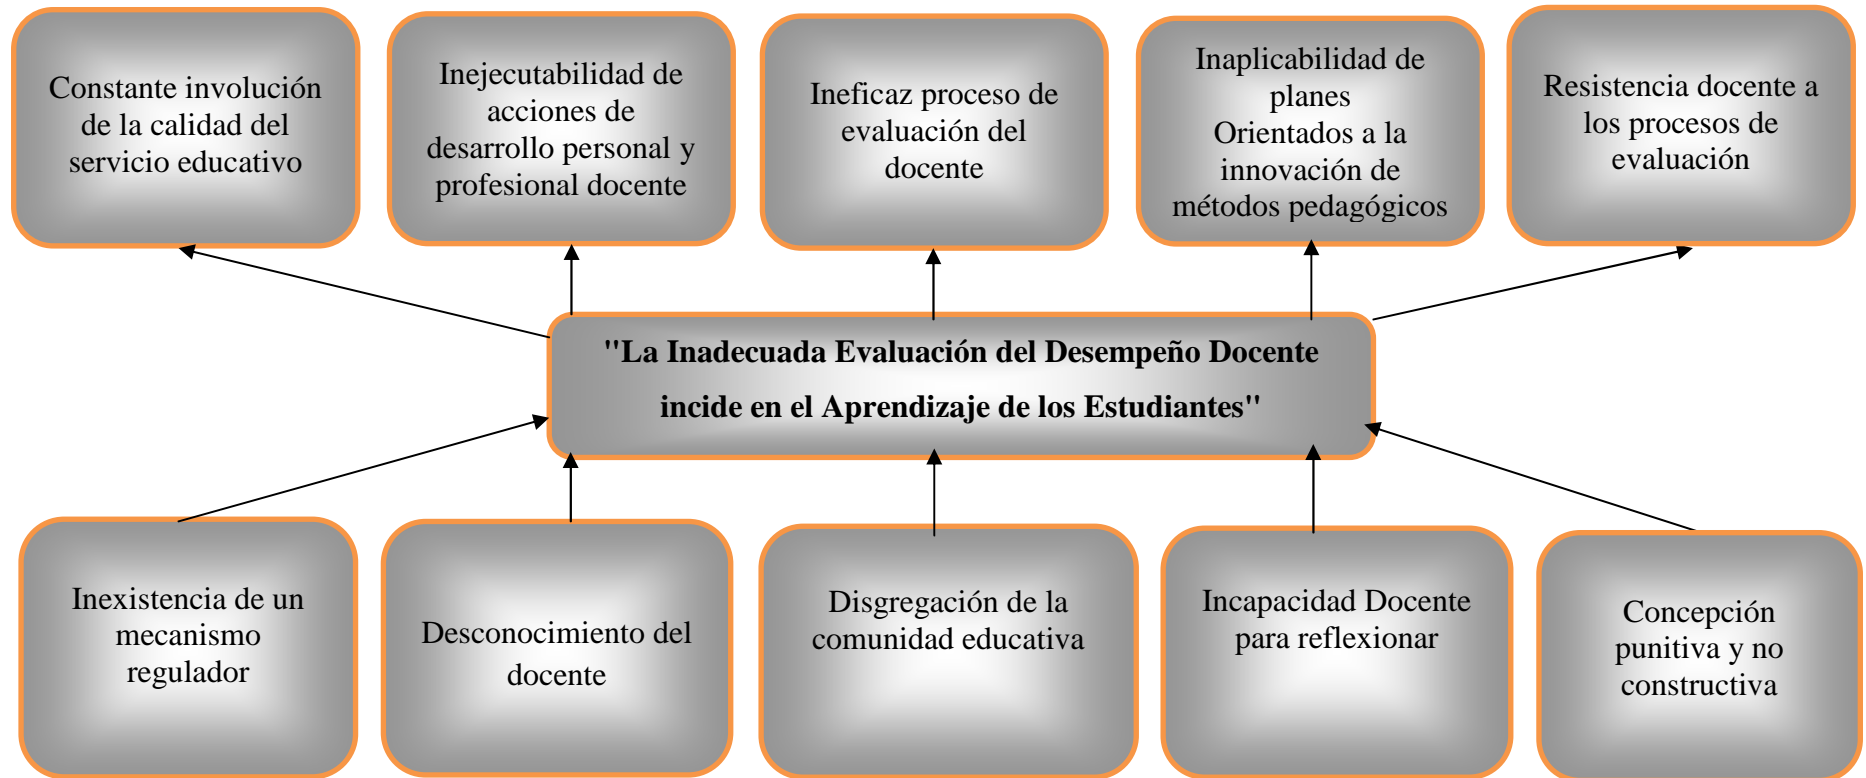 Constante involución
de la calidad del
servicio educativo
Inejecutabilidad de
acciones de
desarrollo personal y
profesional docente
Ineficaz proceso de
evaluación del
docente
Inaplicabilidad de
planes
Orientados a la
innovación de
métodos pedagógicos
Resistencia docente a
los procesos de
evaluación
"La Inadecuada Evaluación del Desempeño Docente
incide en el Aprendizaje de los Estudiantes"
Inexistencia de un
mecanismo
regulador
Desconocimiento del
docente
Disgregación de la
comunidad educativa
Incapacidad Docente
para reflexionar
Concepción
punitiva y no
constructiva